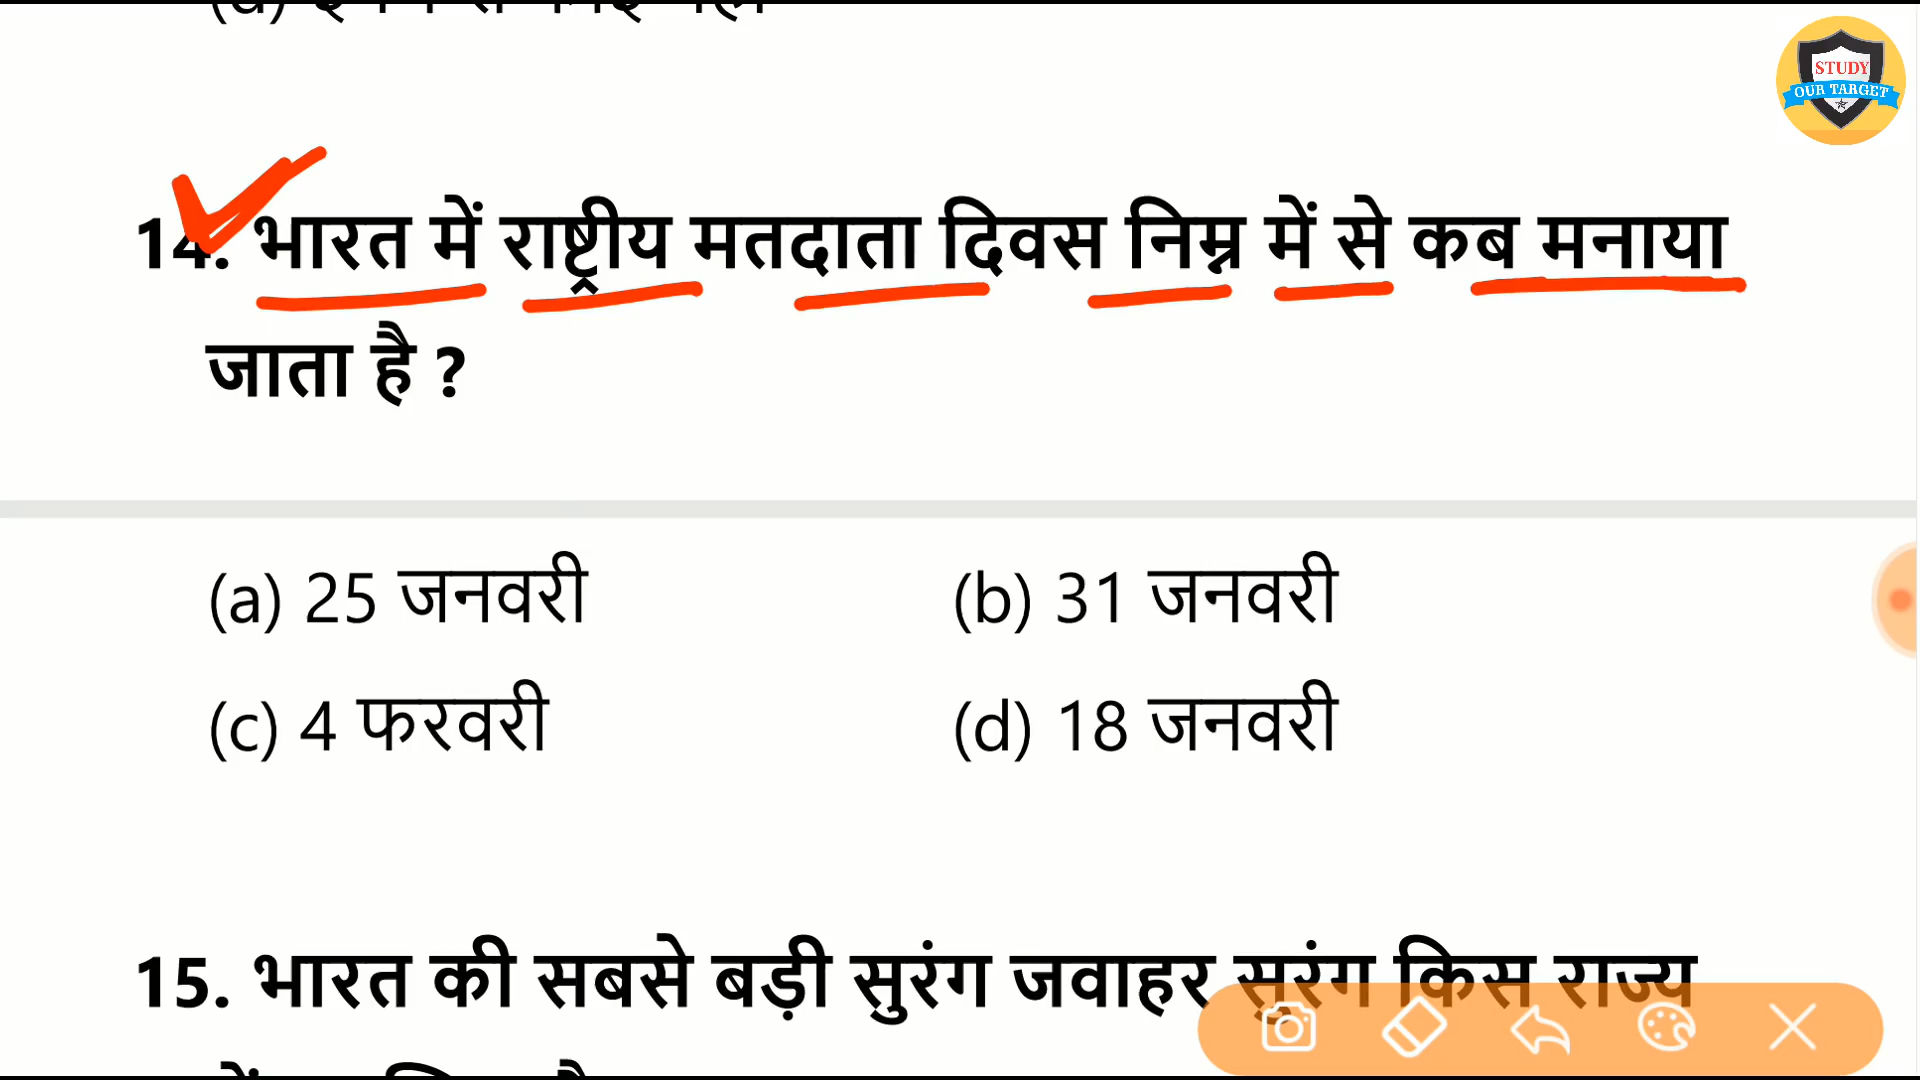 STUDY
OUR TARGET
14. भारत में राष्ट्रीय मतदाता दिवस निम्न में से कब मनाया
जाता है ?
(a) 25 जनवरी (b) 31 जनवरी
(c) 4 फरवरी (d) 18 जनवरी
15. भारत की सबसे बड़ी सुरंग जवाहर सुरंग किस राज्य